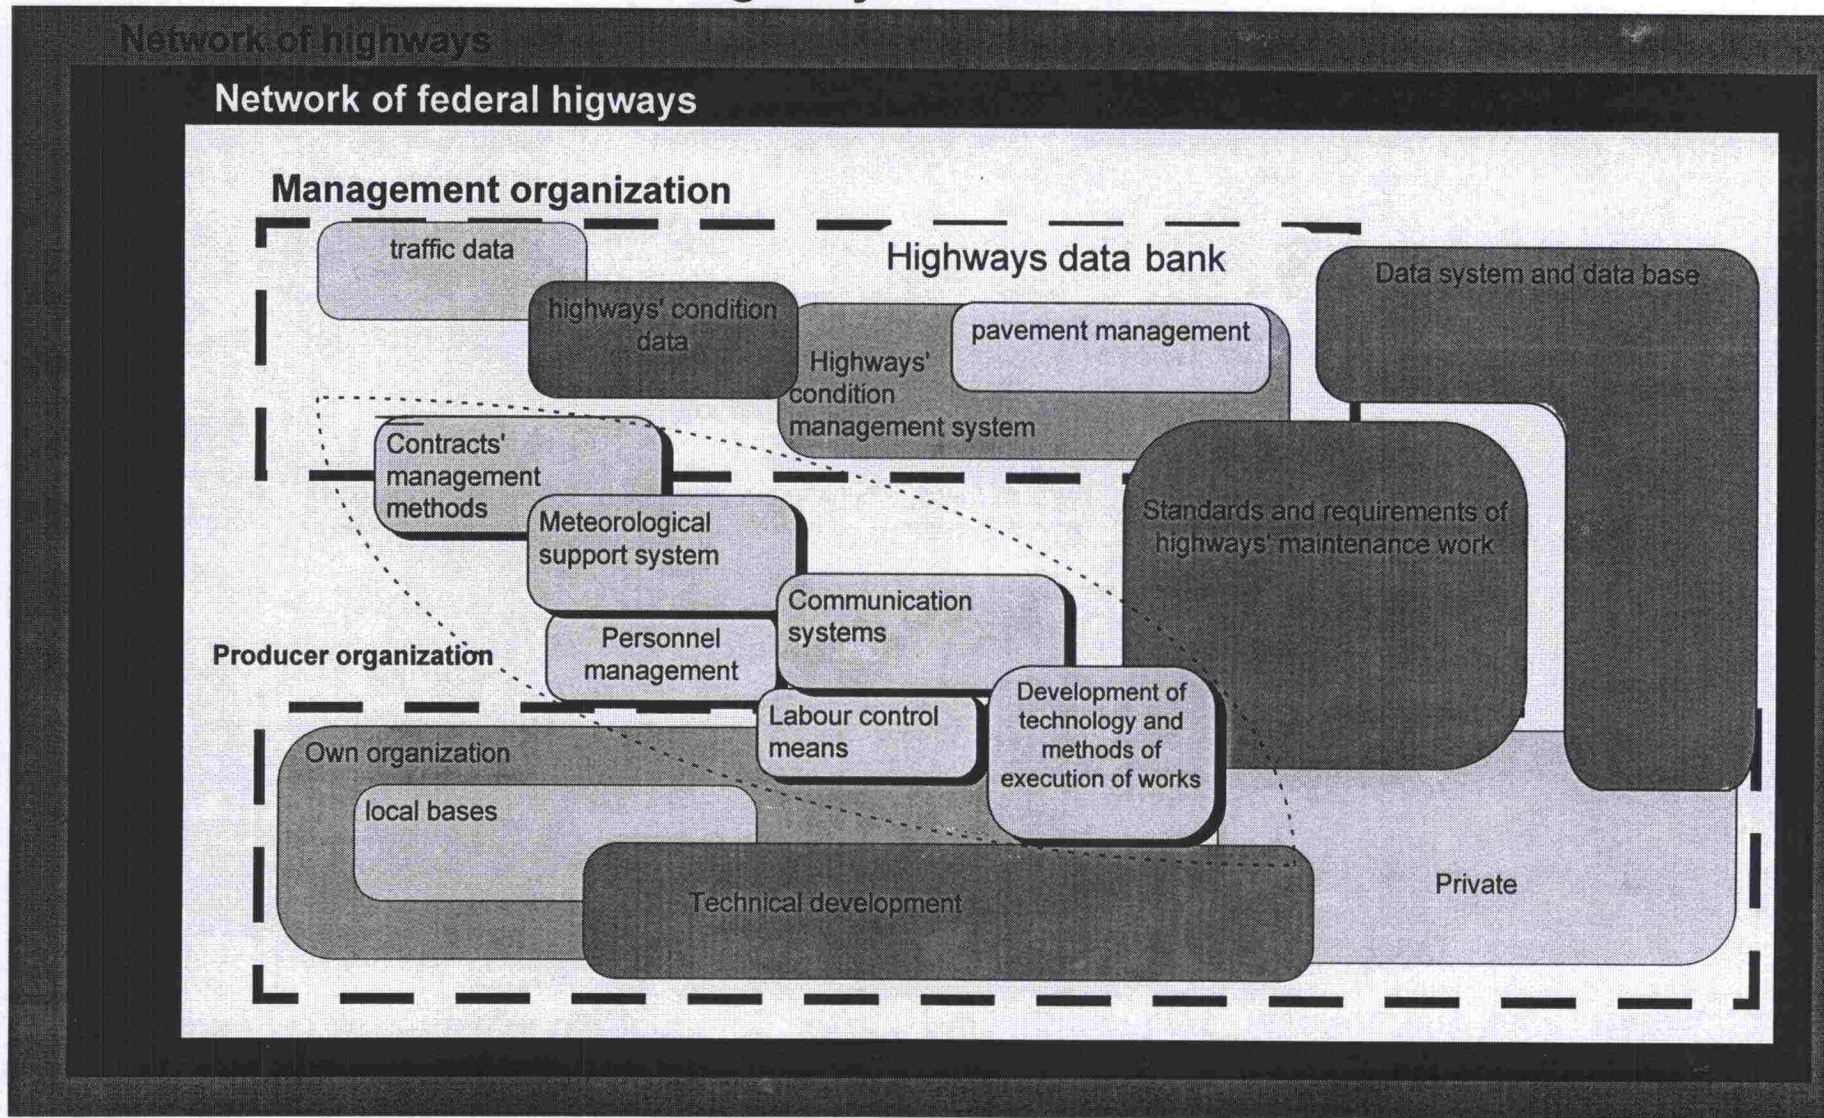 Network of highways
Network of federal higways
Management organization
traffic data
Highways data bank
Data system and data base
highways' condition
data
pavement management
Highways'
condition
management system
Contracts'
management
methods
Meteorological
support system
Standards and requirements of
highways' maintenance work
Communication
systems
Personnel
management
Producer organization
Development of
technology and
methods of
execution of works
Labour control
means
Own organization
local bases
Private
Technical development